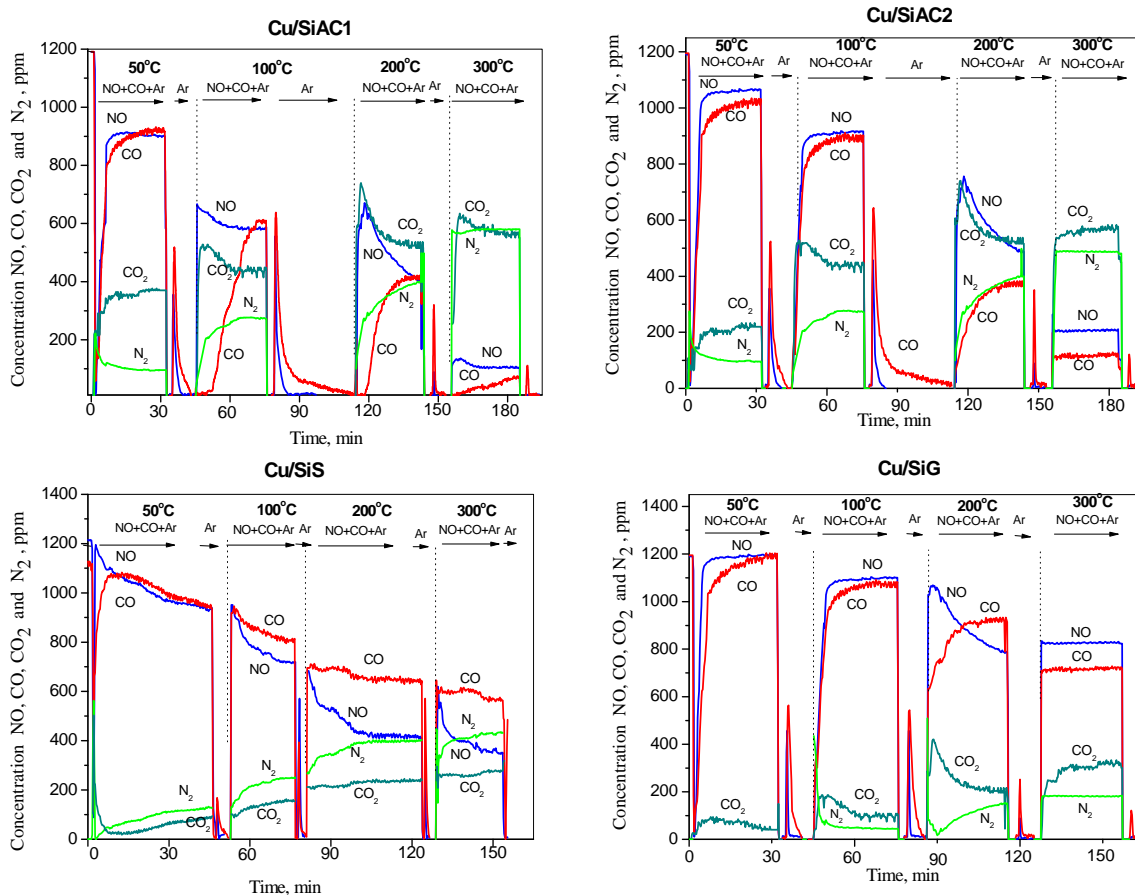 Cu/SiAC1
50°C 100°C 200°C 300°C
NO+CO+Ar Ar NO+CO+Ar Ar NO+CO+Ar Ar NO+CO+Ar
1200
1000
800
600
400
200
0
Concentration NO, CO, CO2 and N2, ppm
NO
CO
CO2
N2
NO
CO2
N2
CO
CO2
NO
N2
CO
CO2
N2
NO
CO
0 30 60 90 120 150 180
Time, min
Cu/SiAC2
50°C 100°C 200°C 300°C
NO+CO+Ar Ar NO+CO+Ar Ar NO+CO+Ar Ar NO+CO+Ar
1200
1000
800
600
400
200
0
Concentration NO, CO, CO2 and N2, ppm
NO
CO
CO2
N2
NO
CO
CO2
N2
CO
NO
CO2
N2
CO
CO2
N2
NO
CO
0 30 60 90 120 150 180
Time, min
Cu/SiS
50°C 100°C 200°C 300°C
NO+CO+Ar Ar NO+CO+Ar Ar NO+CO+Ar Ar NO+CO+Ar Ar
1400
1200
1000
800
600
400
200
0
Concentration NO, CO, CO2 and N2, ppm
NO
CO
N2
CO2
CO
NO
N2
CO2
CO
NO
N2
CO2
CO
N2
NO
CO2
0 30 60 90 120 150
Time, min
Cu/SiG
50°C 100°C 200°C 300°C
NO+CO+Ar Ar NO+CO+Ar Ar NO+CO+Ar Ar NO+CO+Ar
1400
1200
1000
800
600
400
200
0
Concentration NO, CO, CO2 and N2, ppm
NO
CO
CO2
NO
CO
CO2
N2
NO
CO
CO2
N2
NO
CO
CO2
N2
0 30 60 90 120 150
Time, min